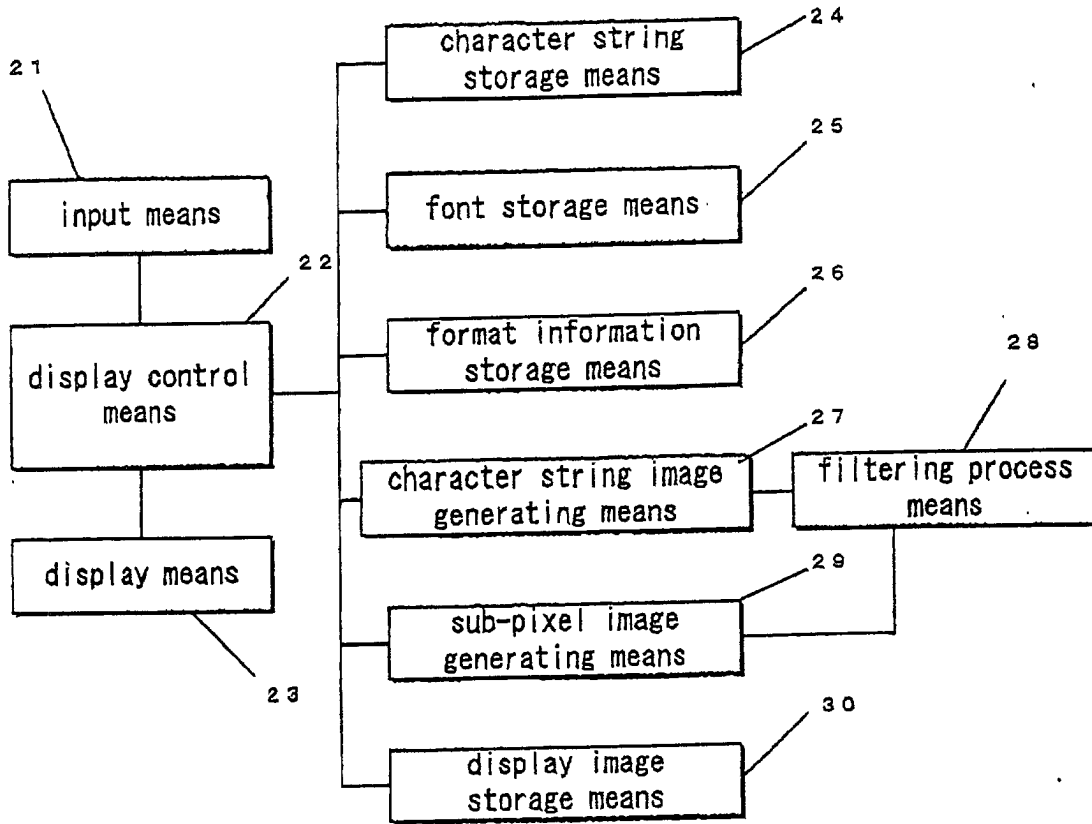 24
character string
storage means
21
25
input means
font storage means
22
26
format information
storage means
28
display control
means
27
character string image
generating means
filtering process
means
29
display means
sub-pixel image
generating means
23
30
display image
storage means